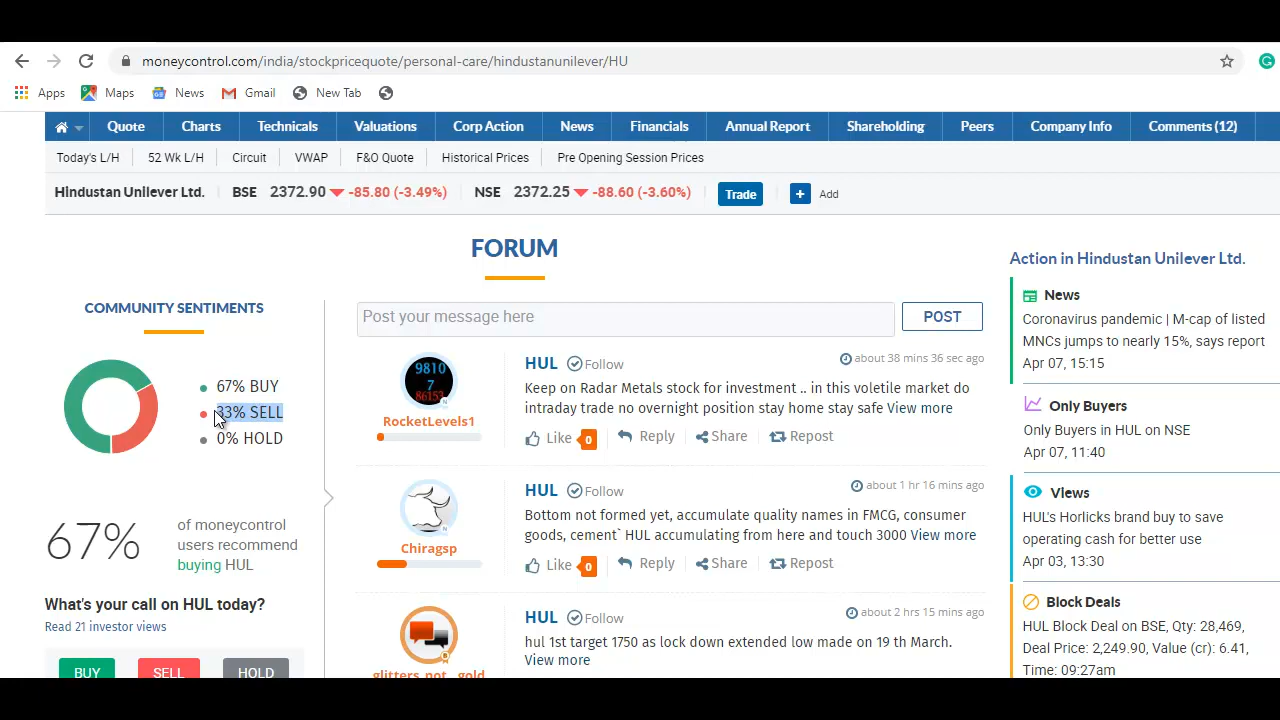 moneycontrol.com/india/stockpricequote/personal-care/hindustanunilever/HU
Apps Maps News Gmail New Tab
Quote Charts Technicals Valuations Corp Action News Financials Annual Report Shareholding Peers Company Info Comments (12)
Today's L/H 52 Wk L/H Circuit VWAP F&O Quote Historical Prices Pre Opening Session Prices
Hindustan Unilever Ltd. BSE 2372.90 -85.80 (-3.49%) NSE 2372.25 -88.60 (-3.60%) Trade + Add
FORUM
COMMUNITY SENTIMENTS
67% BUY
33% SELL
0% HOLD
67%
of moneycontrol
users recommend
buying HUL
What's your call on HUL today?
Read 21 investor views
BUY SELL HOLD
Post your message here POST
HUL Follow about 38 mins 36 sec ago
Keep on Radar Metals stock for investment .. in this voletile market do
intraday trade no overnight position stay home stay safe View more
9810
7
86152
RocketLevels1
Like 0 Reply Share Repost
HUL Follow about 1 hr 16 mins ago
Bottom not formed yet, accumulate quality names in FMCG, consumer
goods, cement` HUL accumulating from here and touch 3000 View more
Chiragsp
Like 0 Reply Share Repost
HUL Follow about 2 hrs 15 mins ago
hul 1st target 1750 as lock down extended low made on 19 th March.
View more
glitters_not_gold
Action in Hindustan Unilever Ltd.
News
Coronavirus pandemic | M-cap of listed
MNCs jumps to nearly 15%, says report
Apr 07, 15:15
Only Buyers
Only Buyers in HUL on NSE
Apr 07, 11:40
Views
HUL's Horlicks brand buy to save
operating cash for better use
Apr 03, 13:30
Block Deals
HUL Block Deal on BSE, Qty: 28,469,
Deal Price: 2,249.90, Value (cr): 6.41,
Time: 09:27am